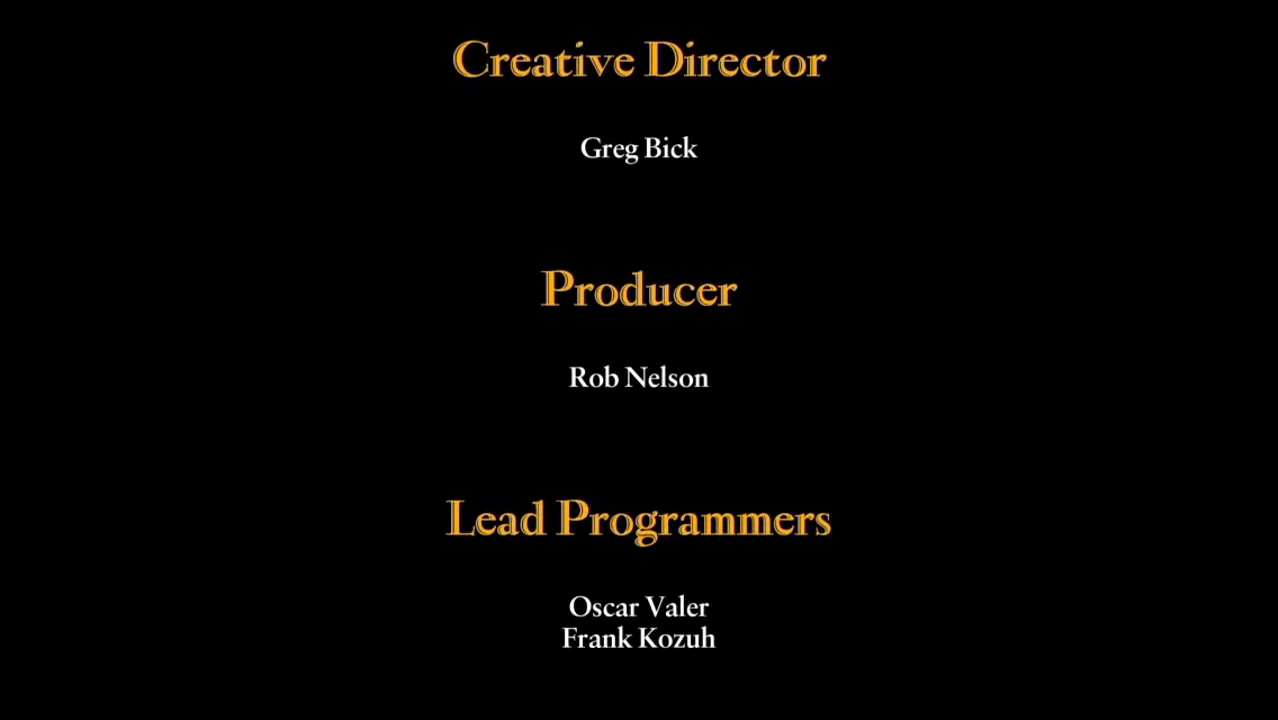 Creative Director
Greg Bick
Producer
Rob Nelson
Lead Programmers
Oscar Valer
Frank Kozuh